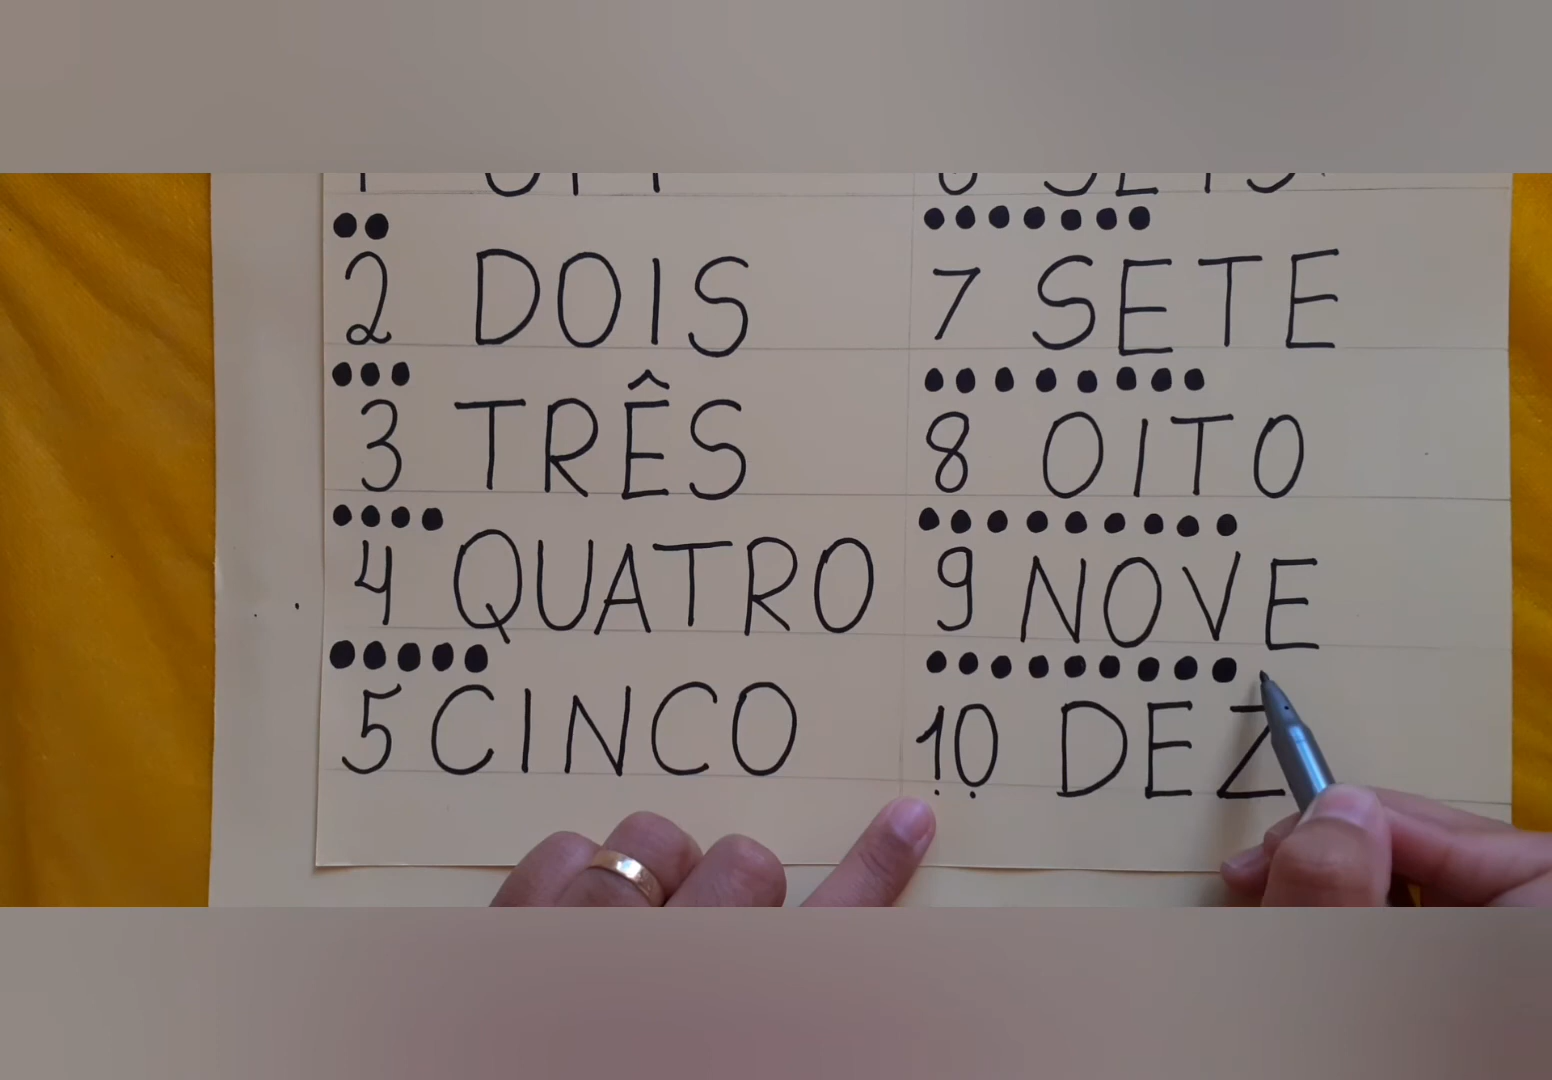 2 DOIS
3 TRÊS
4 QUATRO
5 CINCO
7 SETE
8 OITO
9 NOVE
10 DEZ